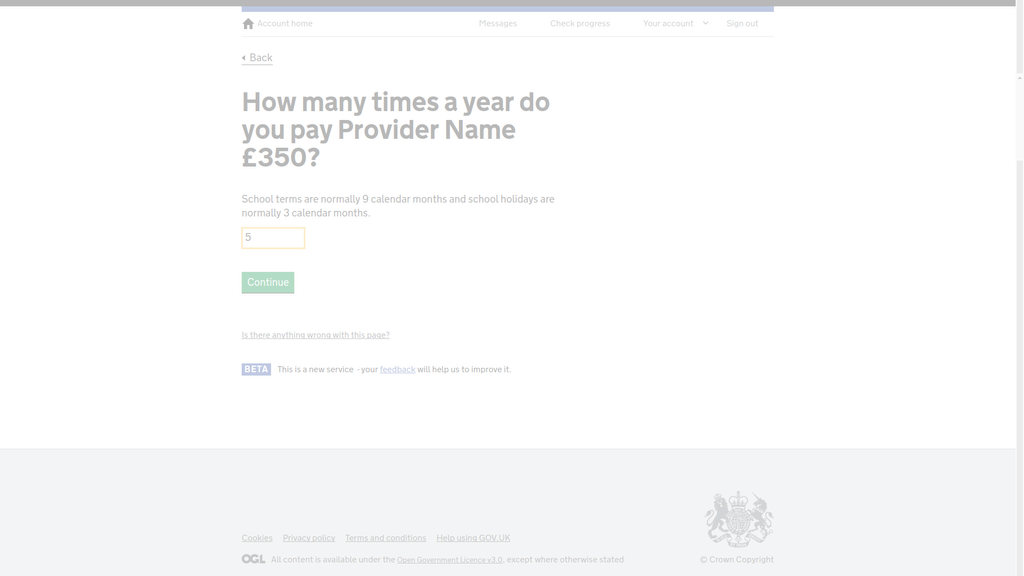 Account home Messages Check progress Your account Sign out
Back
How many times a year do
you pay Provider Name
£350?
School terms are normally 9 calendar months and school holidays are
normally 3 calendar months.
5
Continue
Is there anything wrong with this page?
BETA This is a new service - your feedback will help us to improve it.
Cookies Privacy policy Terms and conditions Help using GOV.UK
OGL All content is available under the Open Government Licence v3.0, except where otherwise stated © Crown Copyright